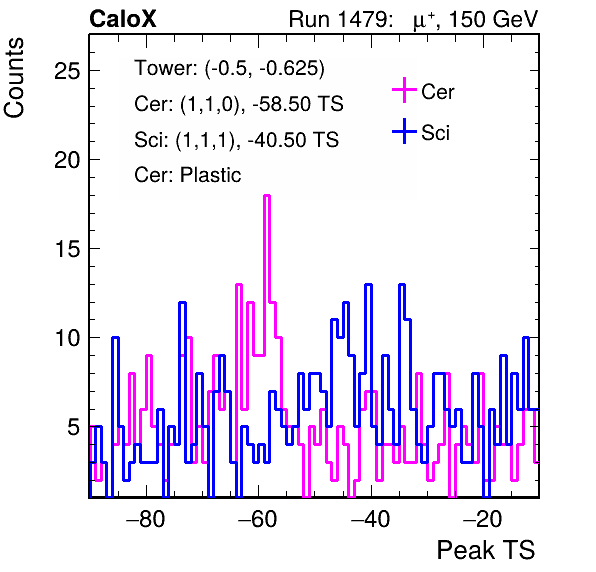 CaloX Run 1479: μ⁺, 150 GeV
Counts
Tower: (-0.5, -0.625)
Cer: (1,1,0), -58.50 TS
Sci: (1,1,1), -40.50 TS
Cer: Plastic
Cer
Sci
25
20
15
10
5
−80 −60 −40 −20
Peak TS